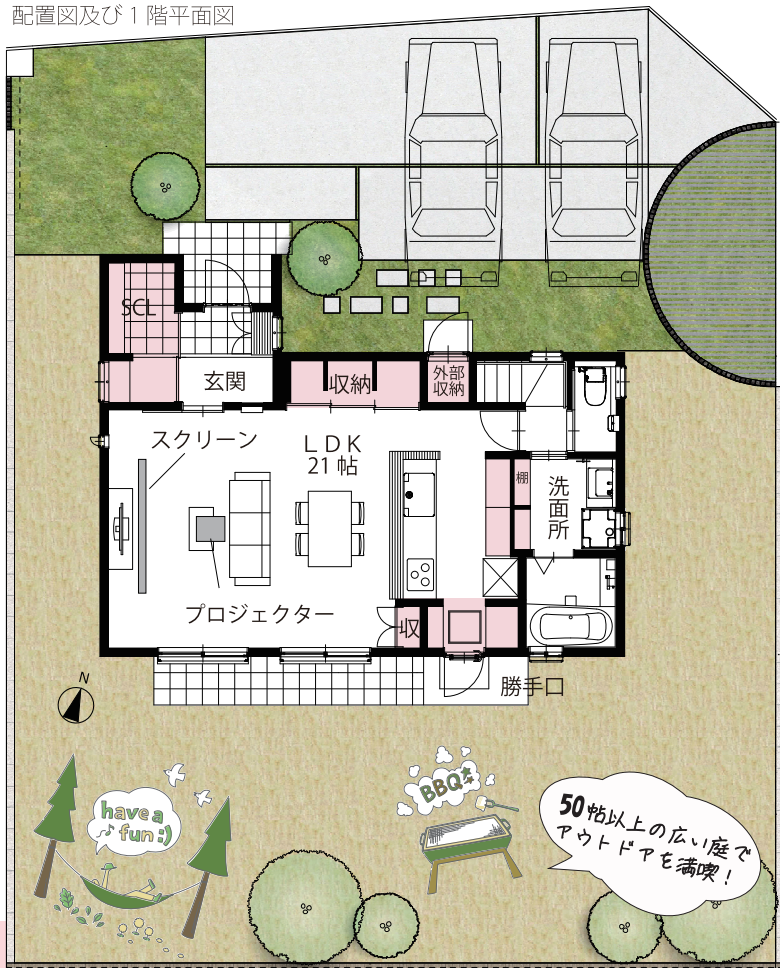 配置図及び1階平面図
SCL
玄関
収納
外部
収納
スクリーン
LDK
21帖
棚
洗面所
プロジェクター
収
勝手口
N
have a
fun:)
BBQ
50帖以上の広い庭で
アウトドアを満喫!